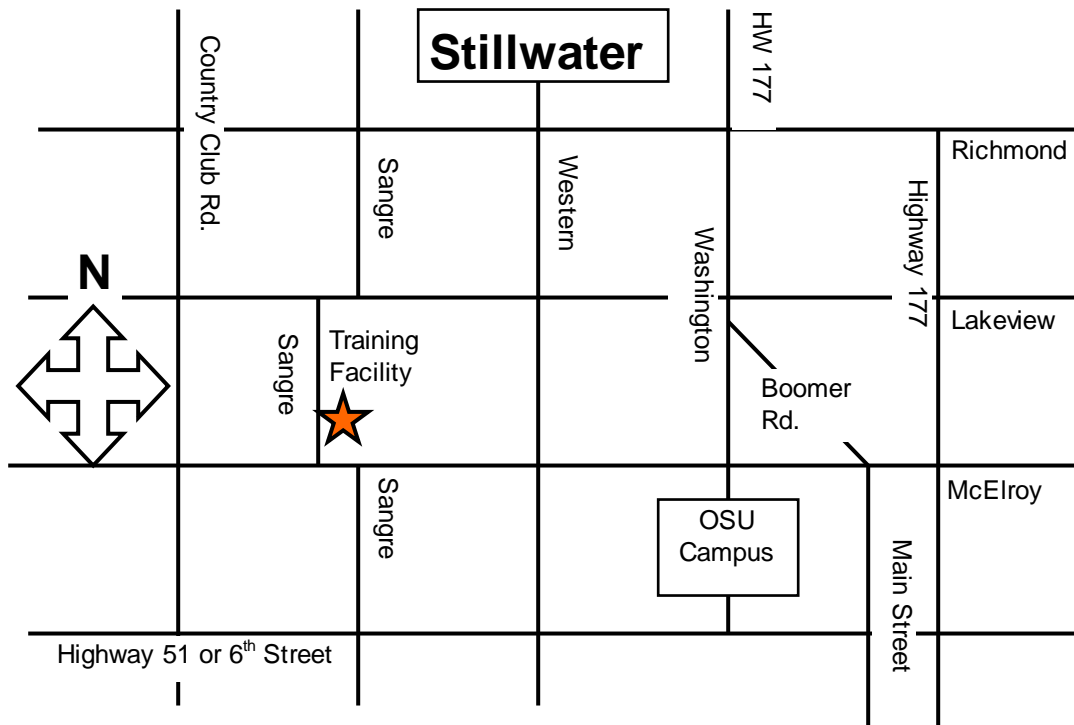 Stillwater
HW 177
Country Club Rd.
Richmond
Sangre
Western
Highway 177
Washington
N
Lakeview
Sangre
Training
Facility
Boomer
Rd.
Sangre
McElroy
OSU
Campus
Main Street
Highway 51 or 6th Street